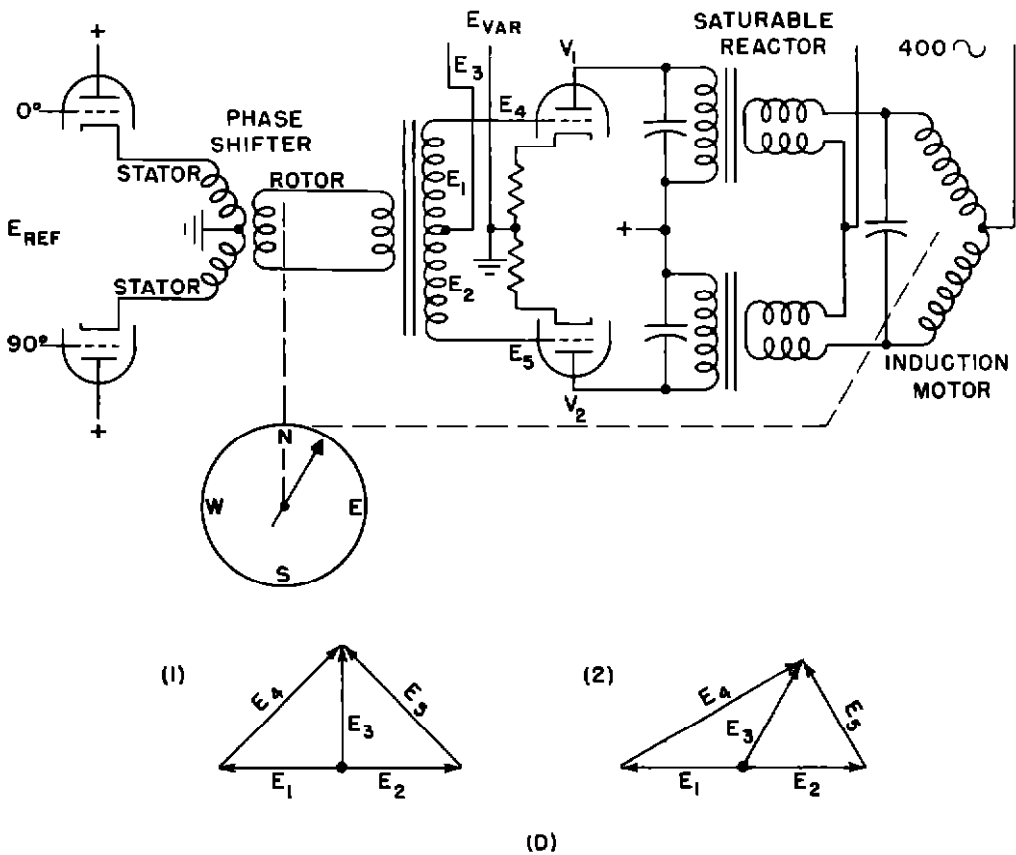 +
0°
STATOR
PHASE
SHIFTER
ROTOR
E_REF
STATOR
90°
+
E_VAR
E₃
E₄
E₁
E₂
E₅
V₁
V₂
+
SATURABLE
REACTOR
400 ~
INDUCTION
MOTOR
N
W
E
S
(1)
E₄
E₅
E₃
E₁
E₂
(2)
E₄
E₃
E₅
E₁
E₂
(D)